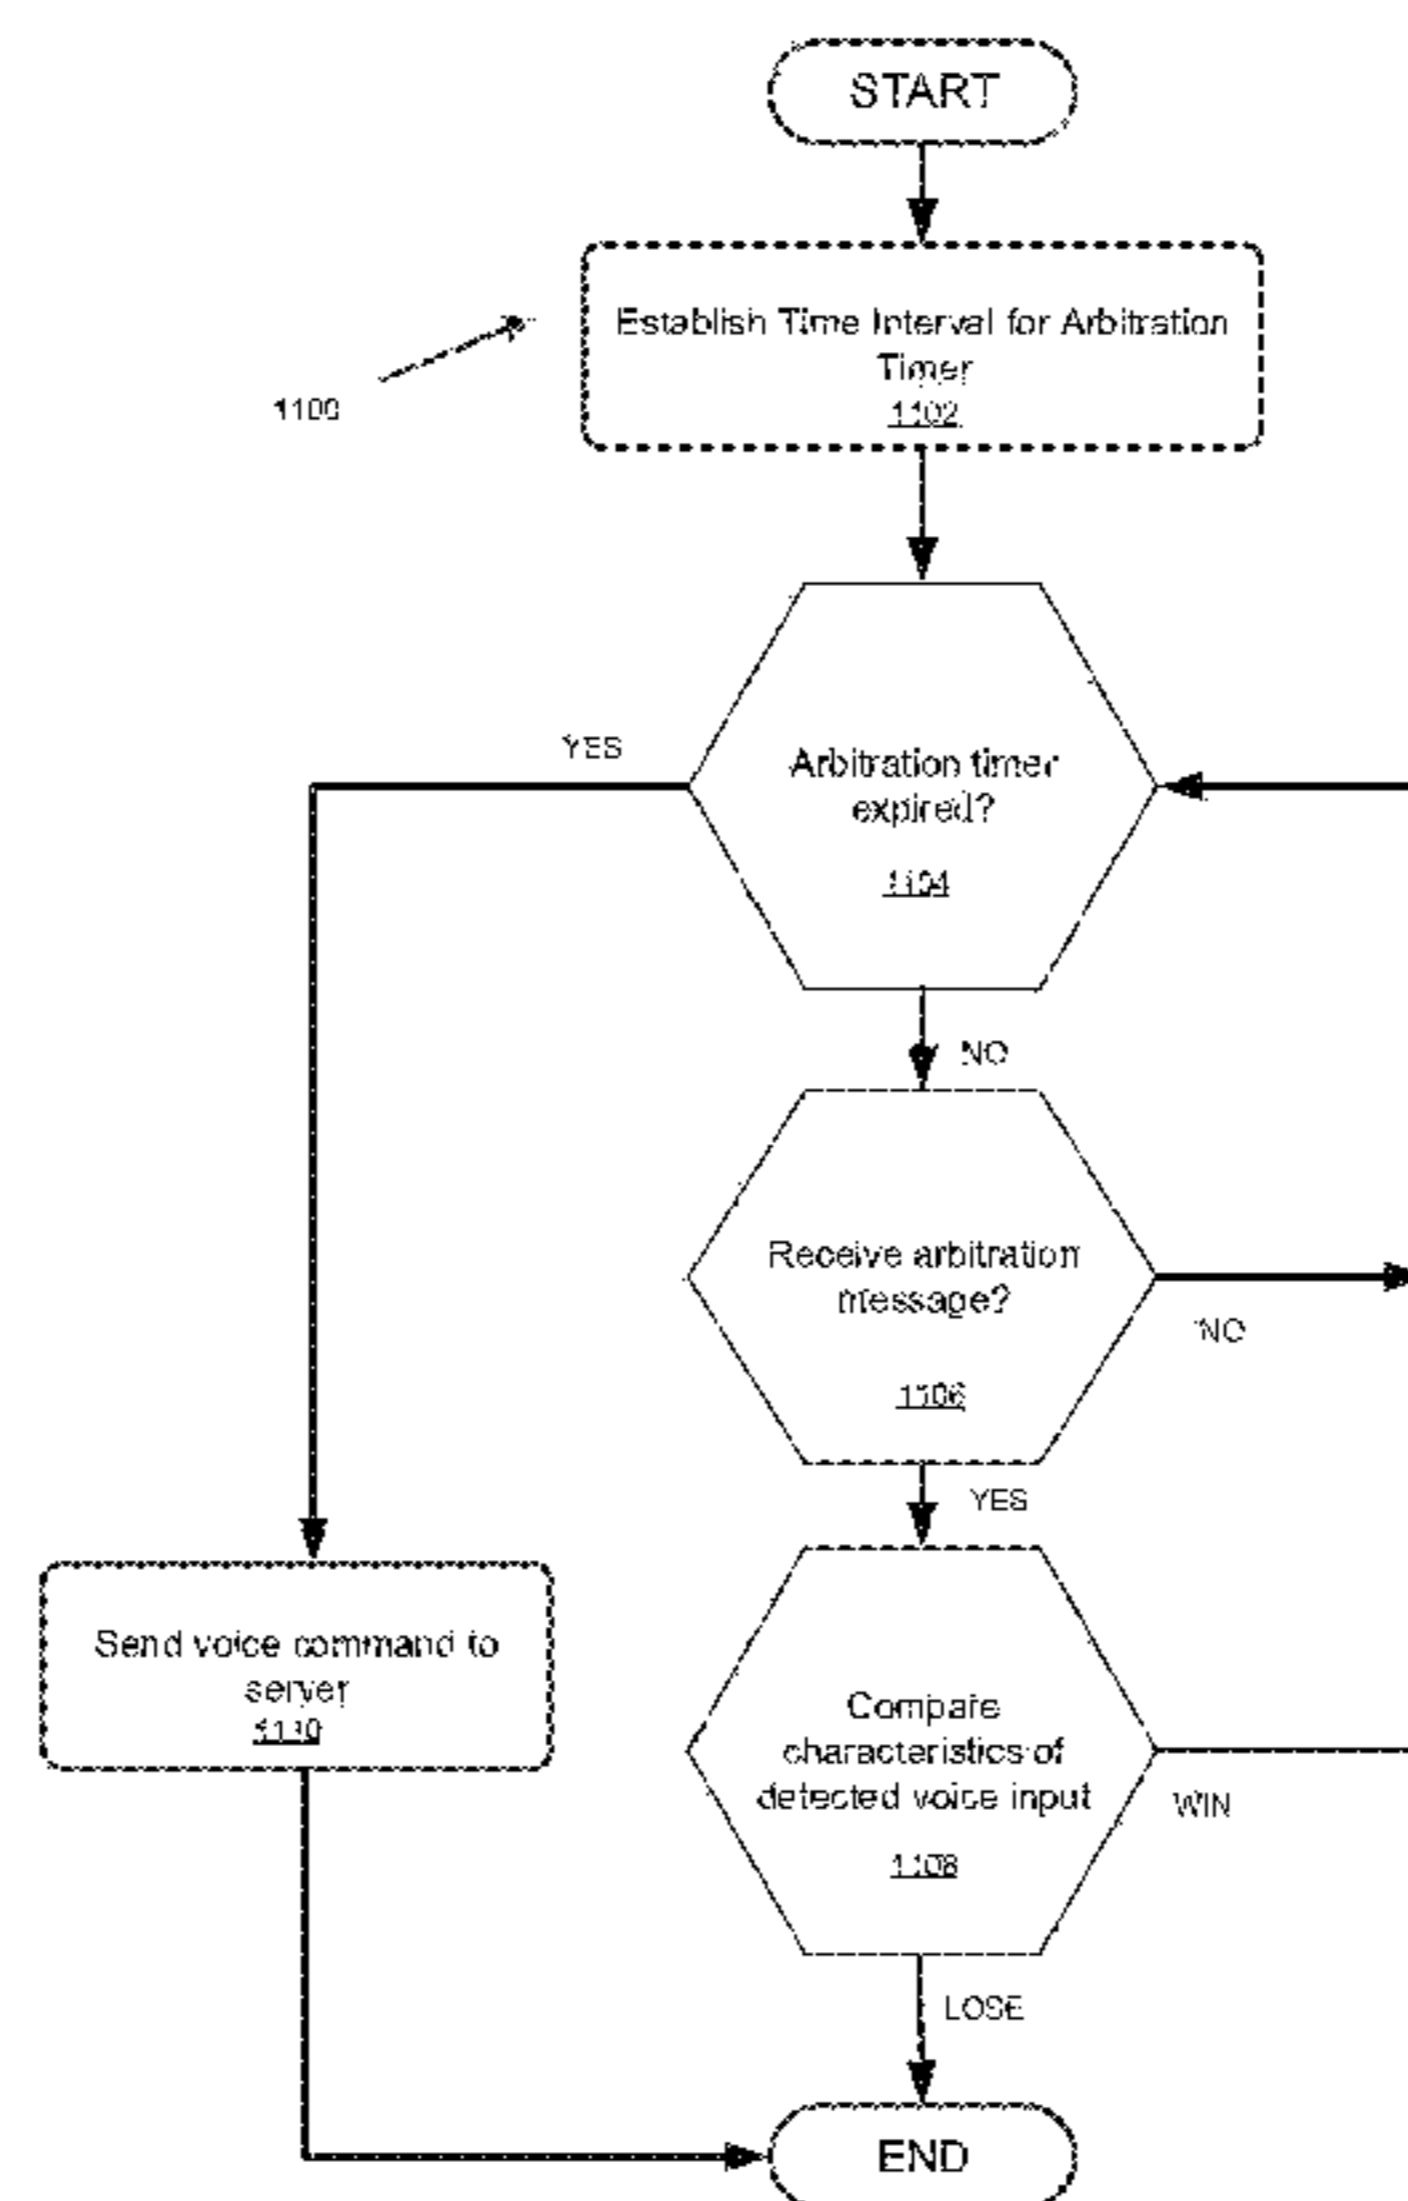 START
Establish Time Interval for Arbitration
Timer
1102
1100
YES
Arbitration timer
expired?
1104
NO
Receive arbitration
message?
1106
NO
YES
Send voice command to
server
1110
Compare
characteristics of
detected voice input
1108
WIN
LOSE
END